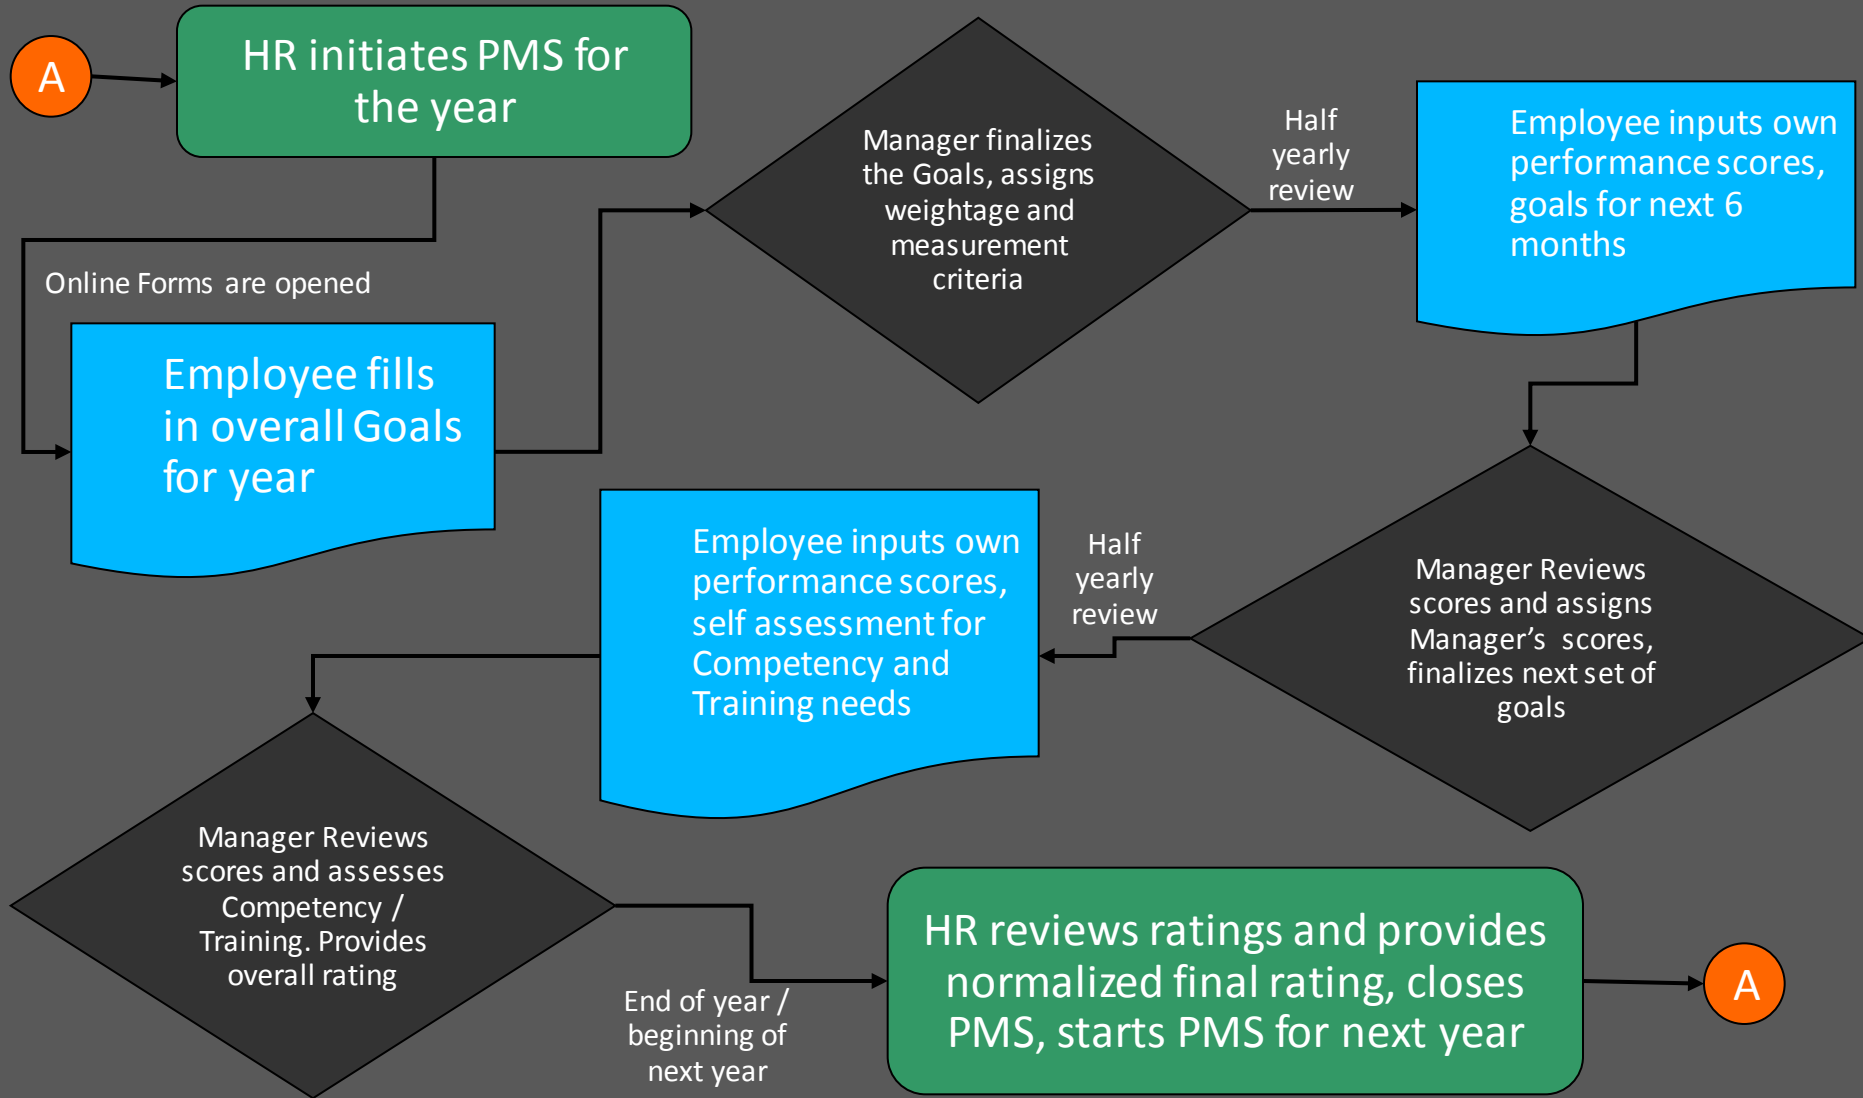 A
HR initiates PMS for
the year
Online Forms are opened
Employee fills
in overall Goals
for year
Manager finalizes
the Goals, assigns
weightage and
measurement
criteria
Half
yearly
review
Employee inputs own
performance scores,
goals for next 6
months
Manager Reviews
scores and assigns
Manager’s scores,
finalizes next set of
goals
Half
yearly
review
Employee inputs own
performance scores,
self assessment for
Competency and
Training needs
Manager Reviews
scores and assesses
Competency /
Training. Provides
overall rating
End of year /
beginning of
next year
HR reviews ratings and provides
normalized final rating, closes
PMS, starts PMS for next year
A